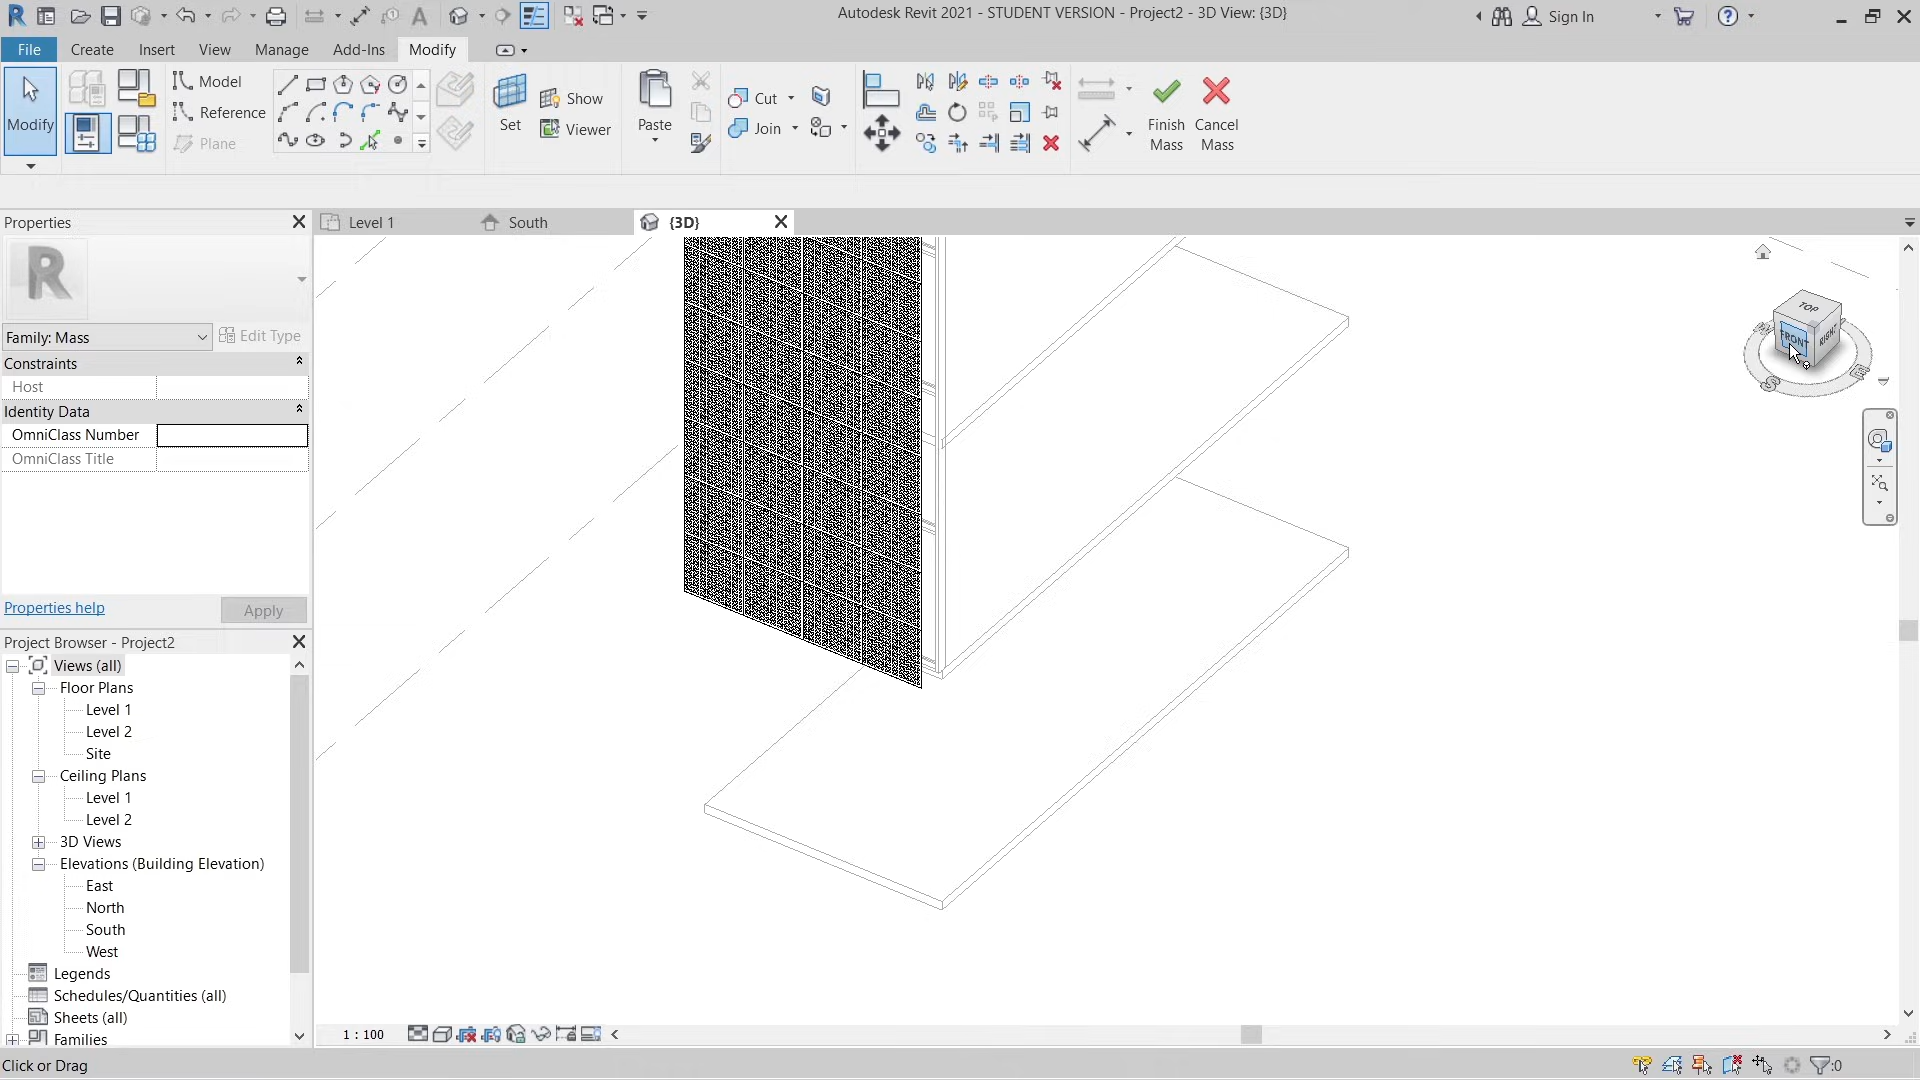 Autodesk Revit 2021 - STUDENT VERSION - Project2 - 3D View: {3D}
Sign In
File
Create
Insert
View
Manage
Add-Ins
Modify
Modify
Model
Reference
Plane
Set
Show
Viewer
Paste
Cut
Join
Finish
Mass
Cancel
Mass
Properties
Level 1
South
{3D}
Family: Mass
Edit Type
Constraints
Host
Identity Data
OmniClass Number
OmniClass Title
Properties help
Apply
Project Browser - Project2
Views (all)
Floor Plans
Level 1
Level 2
Site
Ceiling Plans
Level 1
Level 2
3D Views
Elevations (Building Elevation)
East
North
South
West
Legends
Schedules/Quantities (all)
Sheets (all)
Families
TOP
FRONT
RIGHT
S
E
1 : 100
Click or Drag
:0